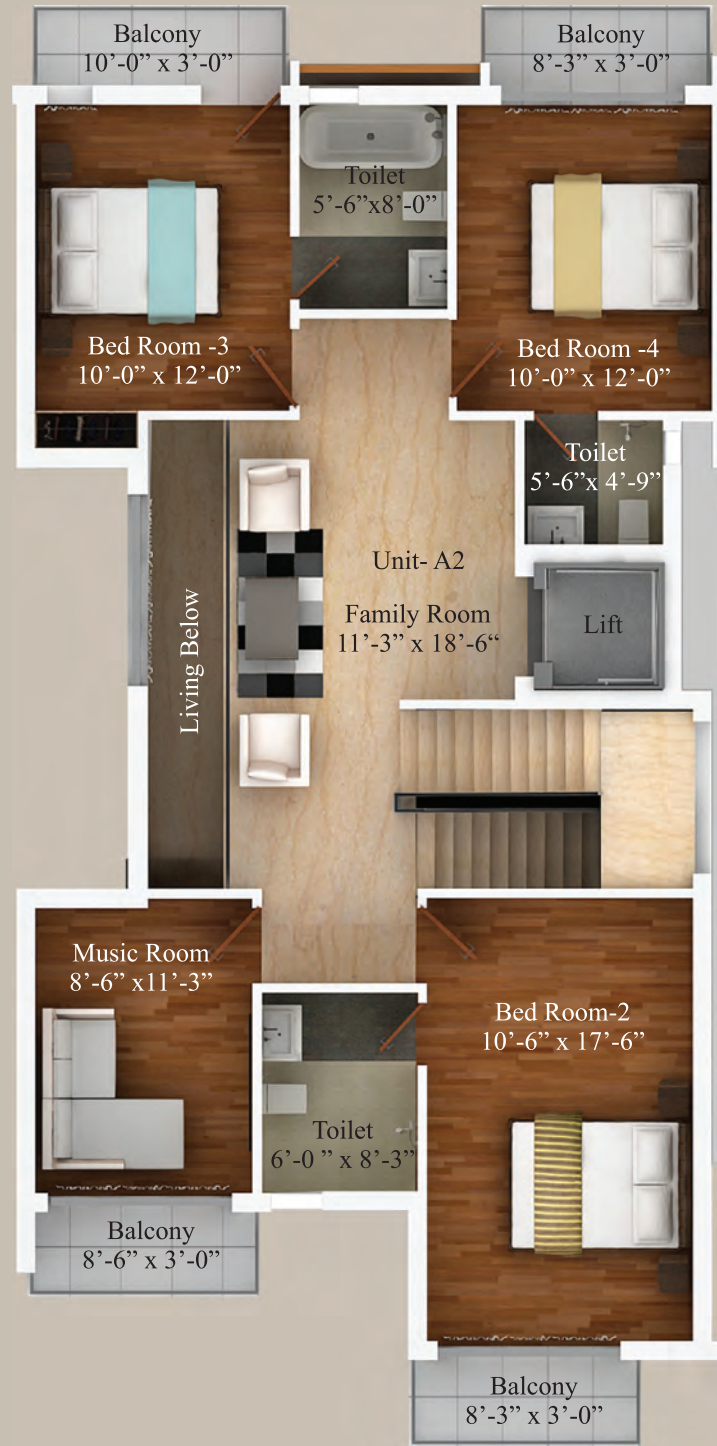 Balcony
10’-0” x 3’-0”
Balcony
8’-3” x 3’-0”
Toilet
5’-6”x8’-0”
Bed Room -3
10’-0” x 12’-0”
Bed Room -4
10’-0” x 12’-0”
Toilet
5’-6”x 4’-9”
Unit- A2
Family Room
11’-3” x 18’-6“
Lift
Living Below
Music Room
8’-6” x11’-3”
Bed Room-2
10’-6” x 17’-6”
Toilet
6’-0 ” x 8’-3”
Balcony
8’-6” x 3’-0”
Balcony
8’-3” x 3’-0”